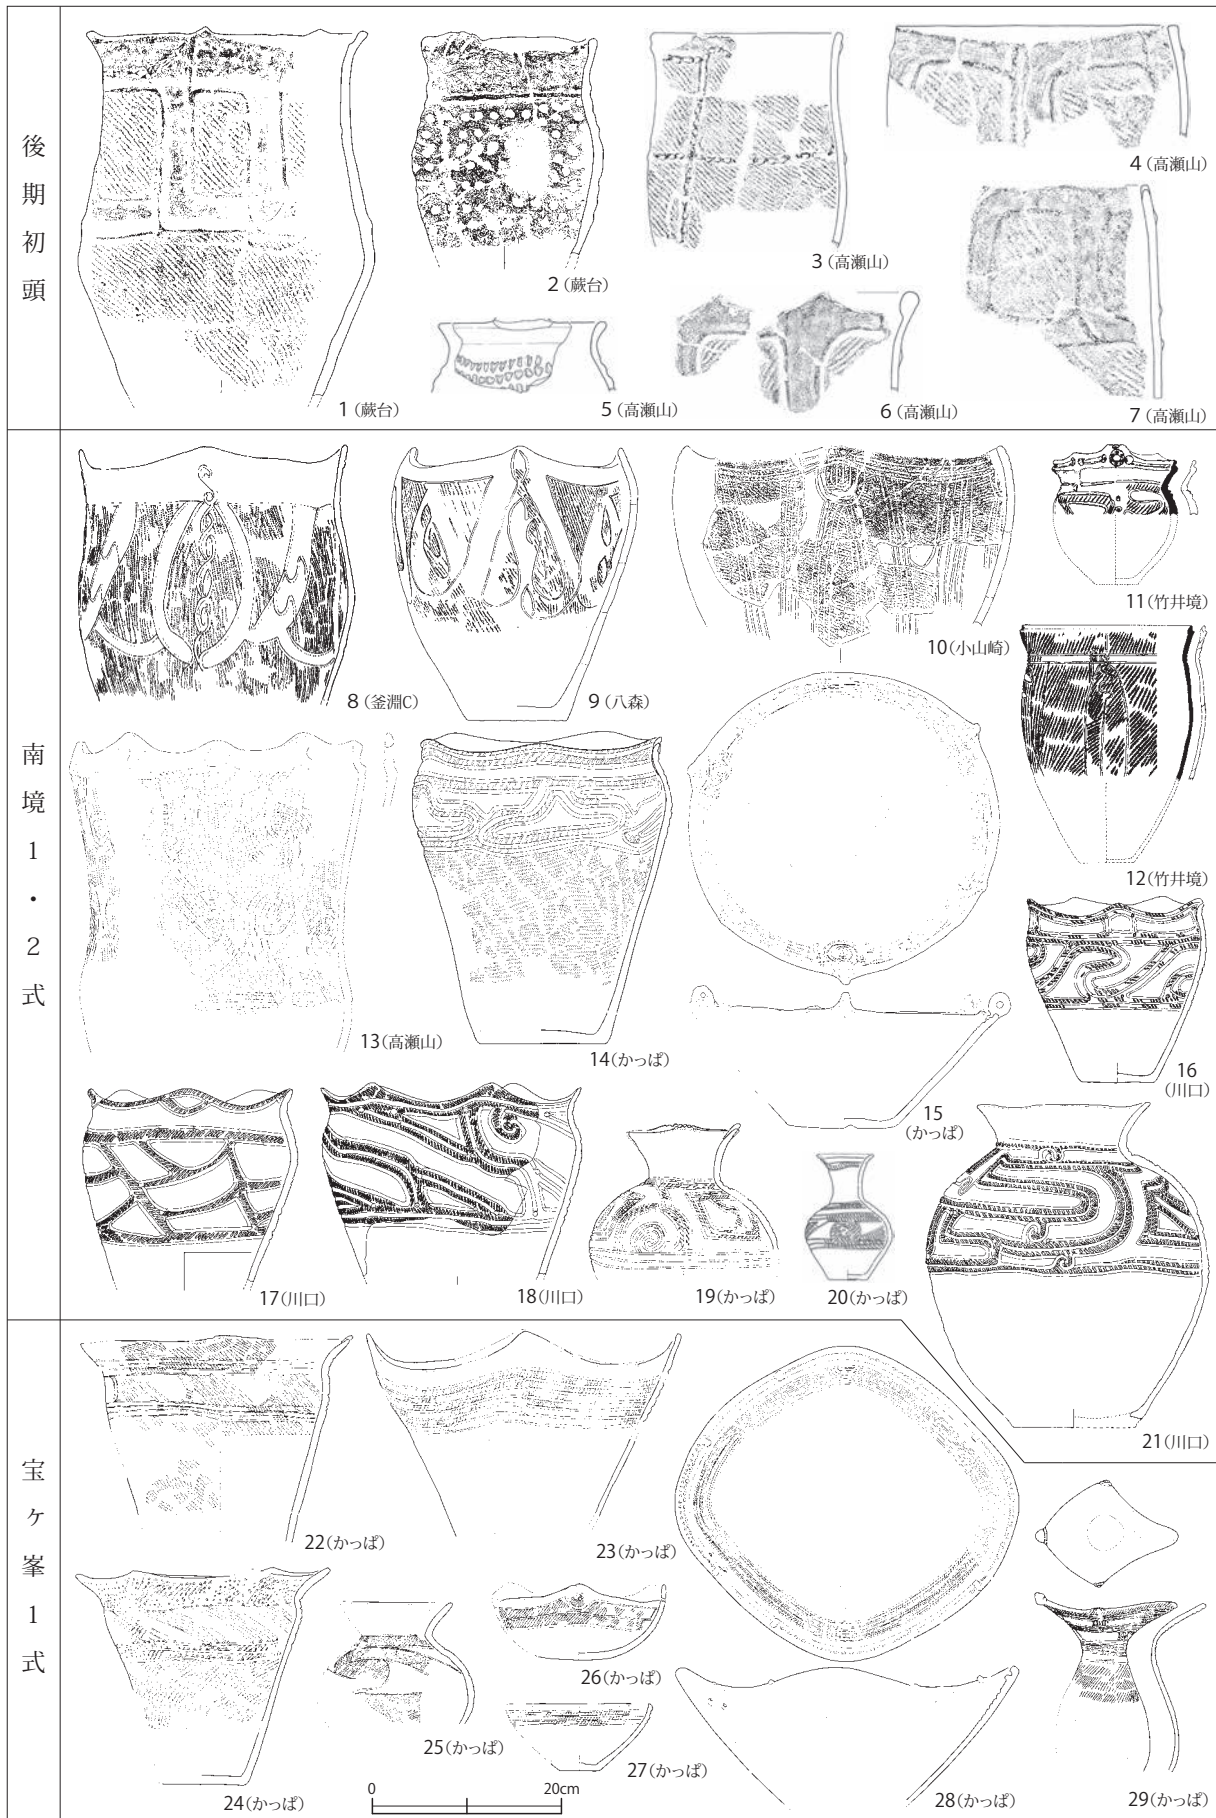 後期初頭
1 (蕨台)
2 (蕨台)
3 (高瀬山)
4 (高瀬山)
5 (高瀬山)
6 (高瀬山)
7 (高瀬山)
南境1・2式
8 (釜淵C)
9 (八森)
10 (小山崎)
11 (竹井境)
12 (竹井境)
13 (高瀬山)
14 (かっぱ)
15
(かっぱ)
16
(川口)
17 (川口)
18 (川口)
19 (かっぱ)
20 (かっぱ)
21 (川口)
宝ヶ峯1式
22 (かっぱ)
23 (かっぱ)
24 (かっぱ)
25 (かっぱ)
26 (かっぱ)
27 (かっぱ)
28 (かっぱ)
29 (かっぱ)
0 20cm